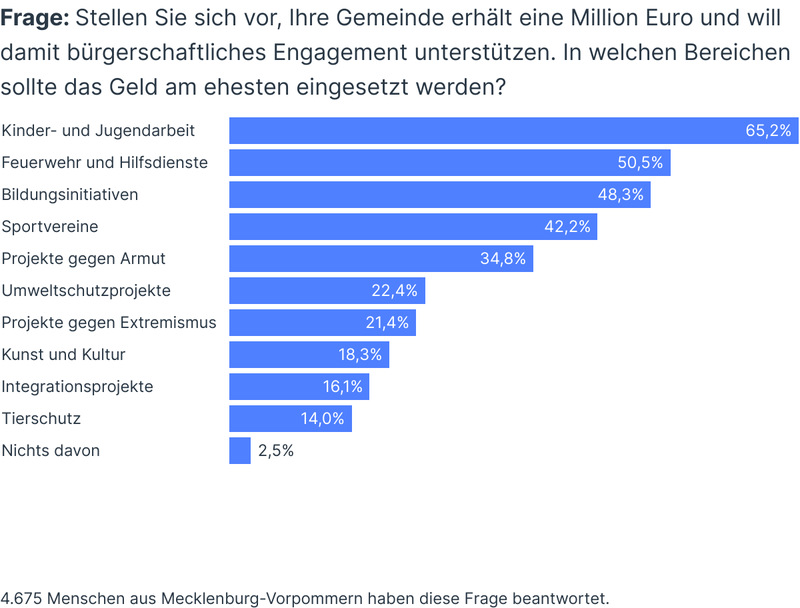 Frage: Stellen Sie sich vor, Ihre Gemeinde erhält eine Million Euro und will
damit bürgerschaftliches Engagement unterstützen. In welchen Bereichen
sollte das Geld am ehesten eingesetzt werden?
Kinder- und Jugendarbeit 65,2%
Feuerwehr und Hilfsdienste 50,5%
Bildungsinitiativen 48,3%
Sportvereine 42,2%
Projekte gegen Armut 34,8%
Umweltschutzprojekte 22,4%
Projekte gegen Extremismus 21,4%
Kunst und Kultur 18,3%
Integrationsprojekte 16,1%
Tierschutz 14,0%
Nichts davon 2,5%
4.675 Menschen aus Mecklenburg-Vorpommern haben diese Frage beantwortet.